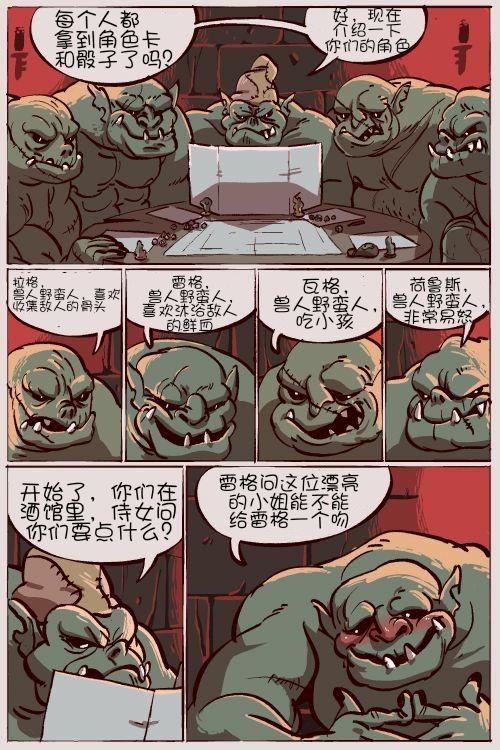 每个人都
拿到角色卡
和骰子了吗?
好, 现在
介绍一下
你们的角色
拉格,
兽人野蛮人, 喜欢
收集敌人的骨头
雷格,
兽人野蛮人,
喜欢沐浴敌人
的鲜血
瓦格,
兽人野蛮人,
吃小孩
荷鲁斯,
兽人野蛮人,
非常易怒
开始了, 你们在
酒馆里, 侍女问
你们要点什么?
雷格问这位漂亮
的小姐能不能
给雷格一个吻